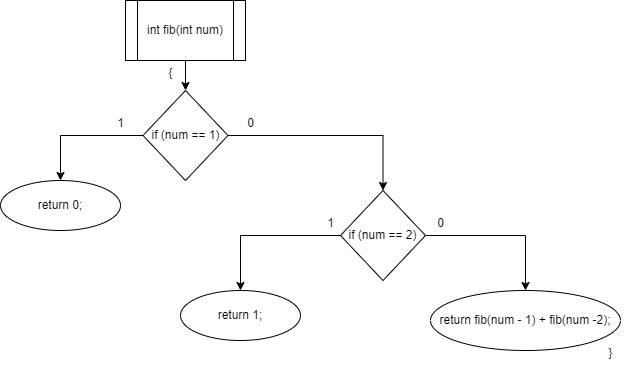 int fib(int num)
{
1
if (num == 1)
0
return 0;
1
if (num == 2)
0
return 1;
return fib(num - 1) + fib(num -2);
}